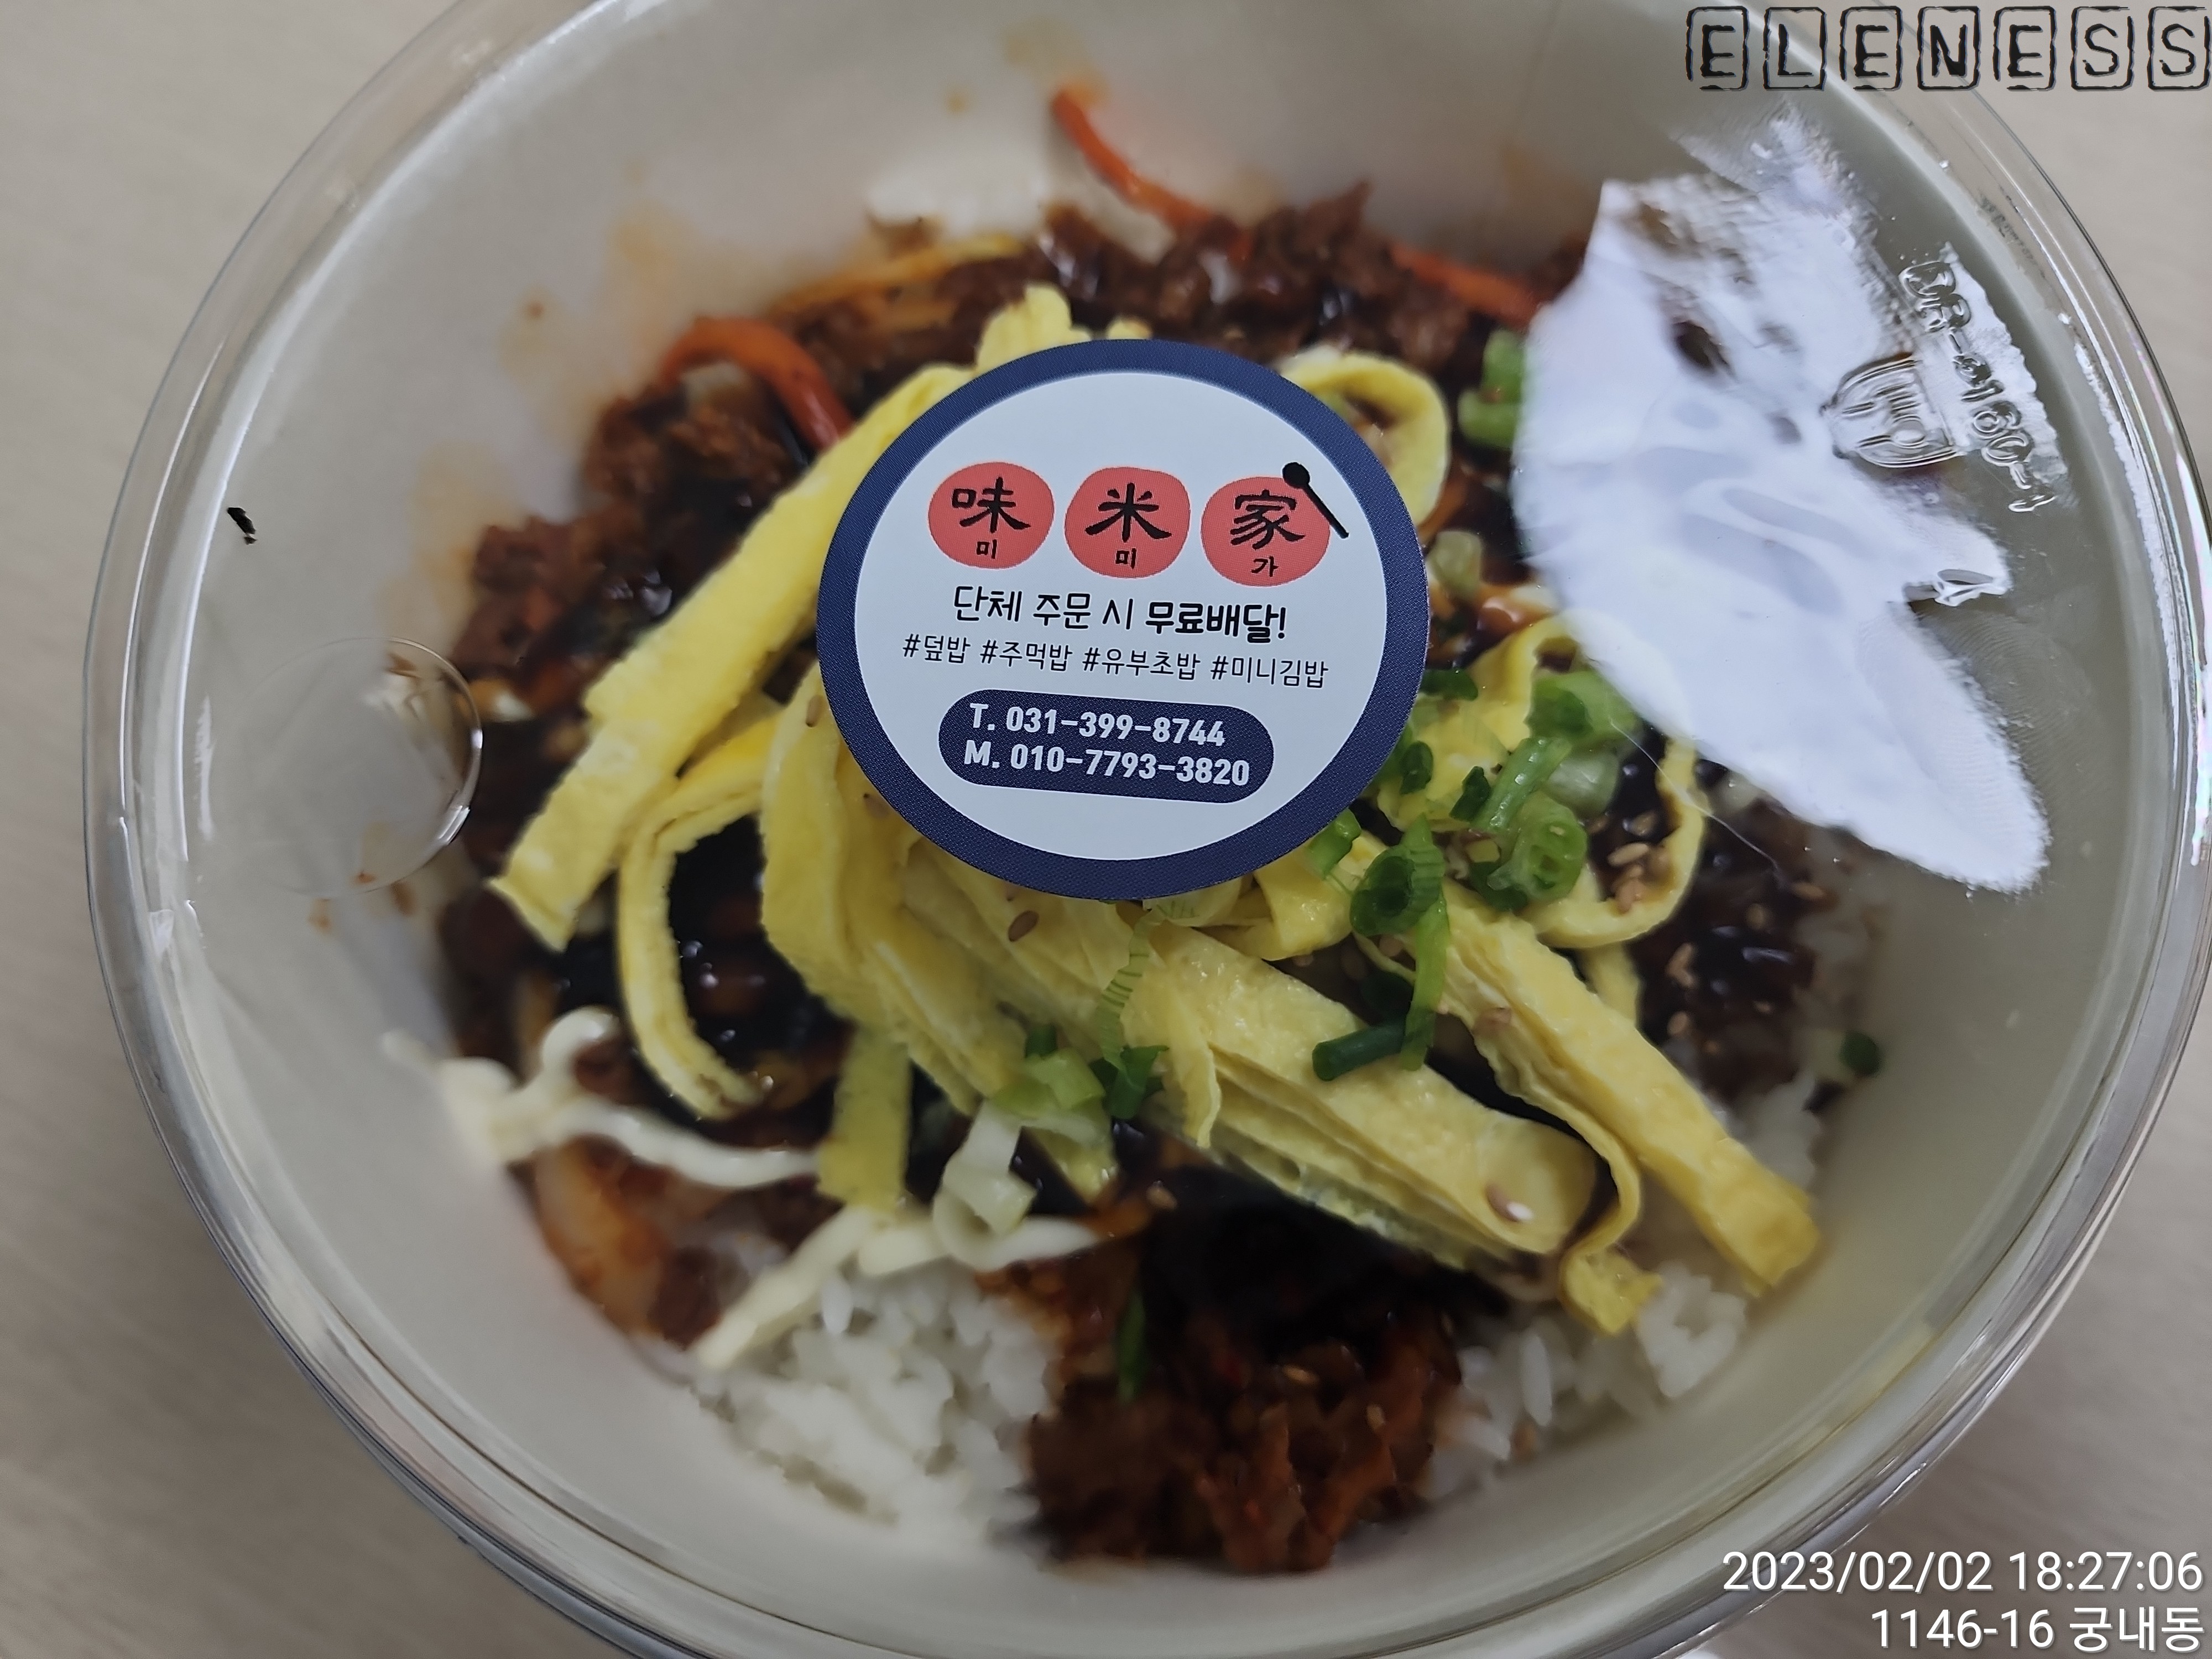 ELENESS
味 米 家
미 미 가
단체 주문 시 무료배달!
#덮밥 #주먹밥 #유부초밥 #미니김밥
T. 031-399-8744
M. 010-7793-3820
2023/02/02 18:27:06
1146-16 궁내동